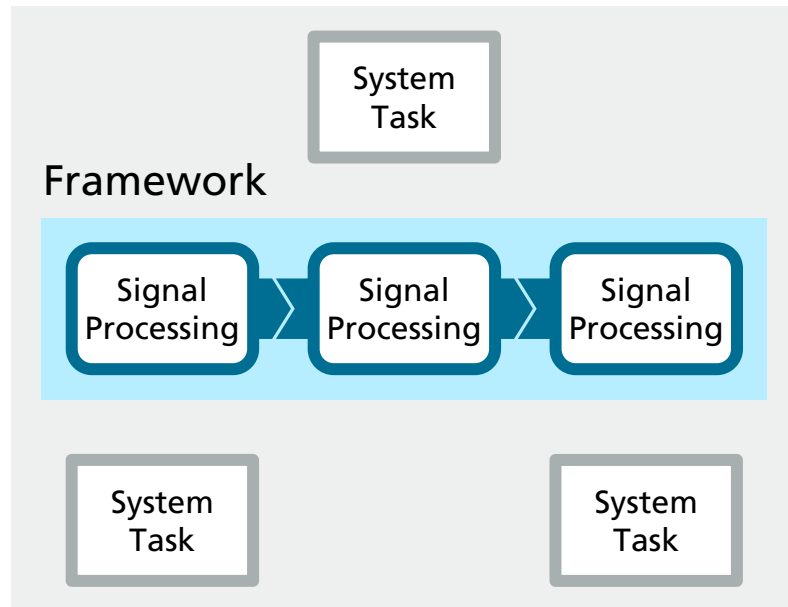 System
Task
Framework
Signal
Processing
Signal
Processing
Signal
Processing
System
Task
System
Task